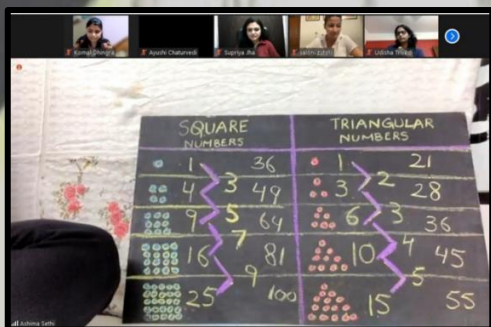 Komal Dhingra
Ayushi Chaturvedi
Supriya Jha
Udisha Trivedi
SQUARE NUMBERS
TRIANGULAR NUMBERS
1 36 1 21
3 2
4 49 3 28
5 3
9 64 6 36
7 4
16 81 10 45
9 5
25 100 15 55
Ashima Sethi